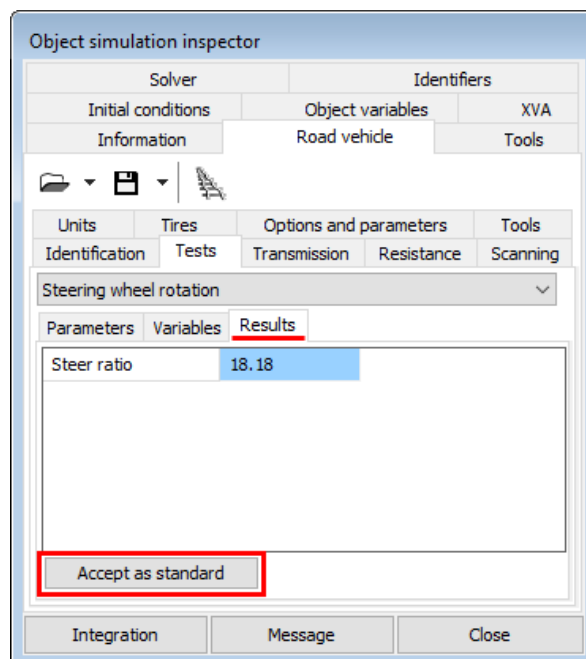 Object simulation inspector
Solver Identifiers
Initial conditions Object variables XVA
Information Road vehicle Tools
Units Tires Options and parameters Tools
Identification Tests Transmission Resistance Scanning
Steering wheel rotation
Parameters Variables Results
Steer ratio 18.18
Accept as standard
Integration Message Close